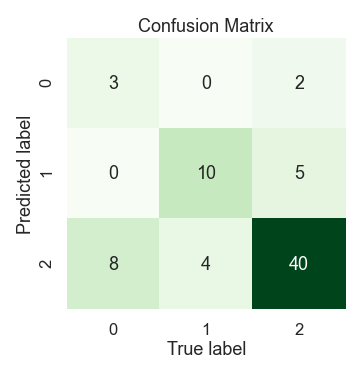 Confusion Matrix
Predicted label
0 3 0 2
1 0 10 5
2 8 4 40
0 1 2
True label